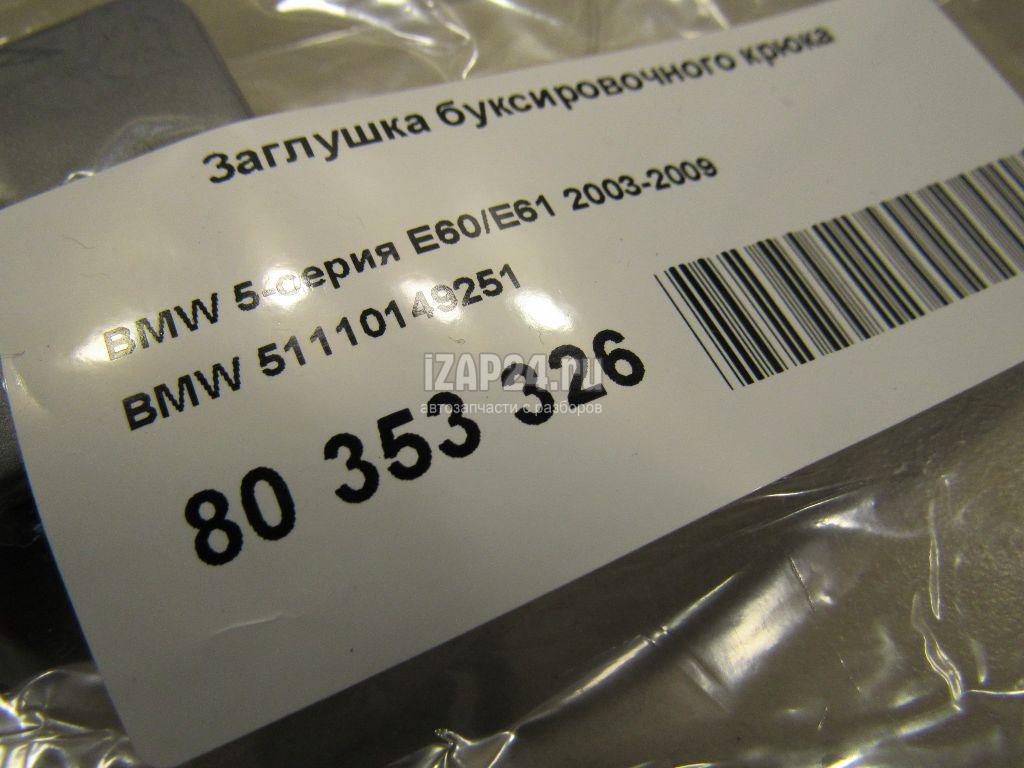 Заглушка буксировочного крюка
BMW 5-серия E60/E61 2003-2009
BMW 51110149251
80 353 326
iZAP24.ru
автозапчасти с разборов